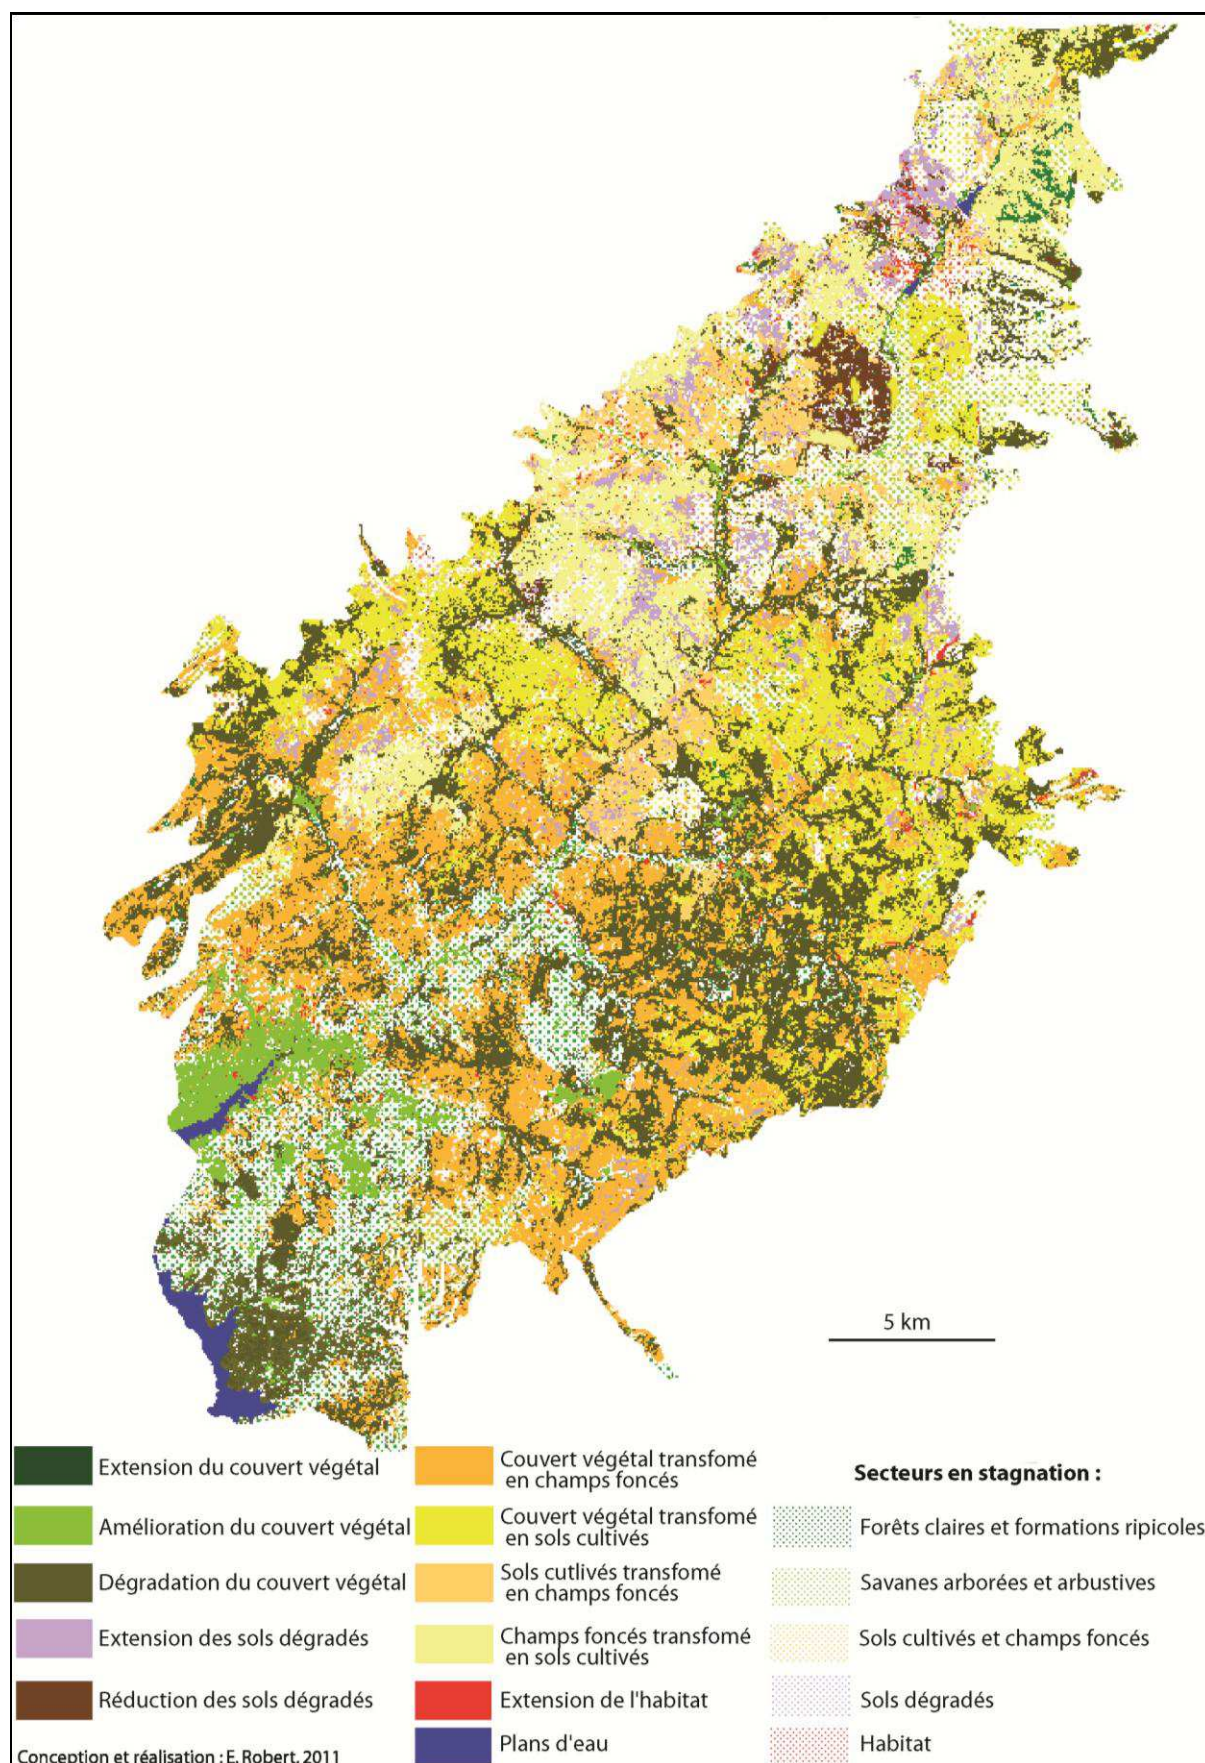 5 km
Extension du couvert végétal
Amélioration du couvert végétal
Dégradation du couvert végétal
Extension des sols dégradés
Réduction des sols dégradés
Couvert végétal transfomé
en champs foncés
Couvert végétal transfomé
en sols cultivés
Sols cutlivés transfomé
en champs foncés
Champs foncés transfomé
en sols cultivés
Extension de l'habitat
Plans d'eau
Secteurs en stagnation :
Forêts claires et formations ripicoles
Savanes arborées et arbustives
Sols cultivés et champs foncés
Sols dégradés
Habitat
Conception et réalisation : E. Robert, 2011